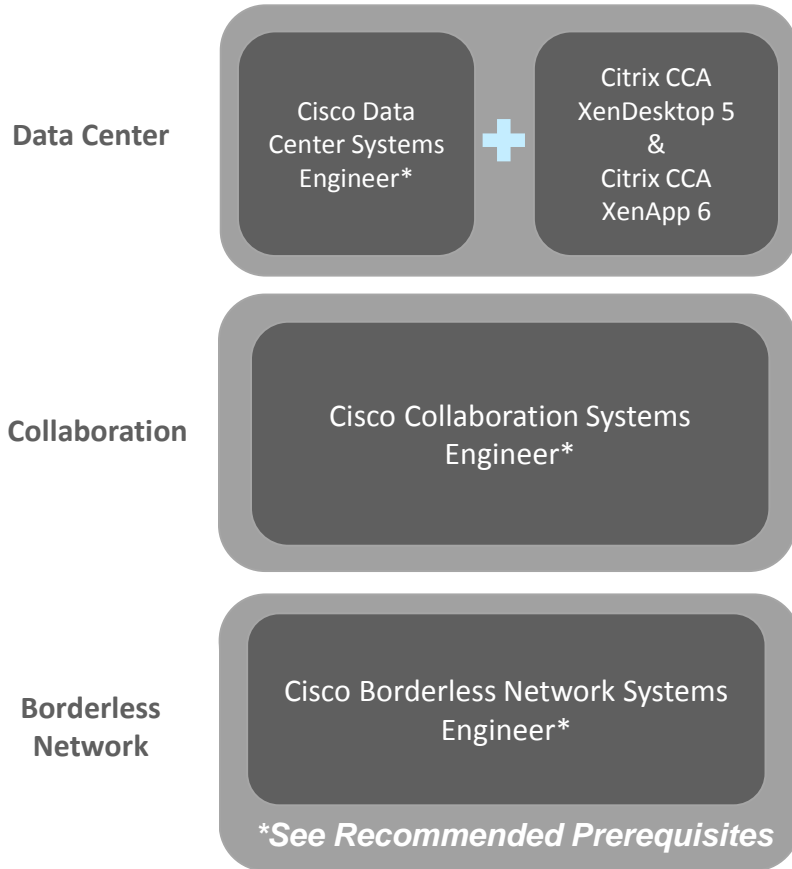 Data Center
Cisco Data
Center Systems
Engineer*
Citrix CCA
XenDesktop 5
&
Citrix CCA
XenApp 6
Collaboration
Cisco Collaboration Systems
Engineer*
Borderless
Network
Cisco Borderless Network Systems
Engineer*
*See Recommended Prerequisites